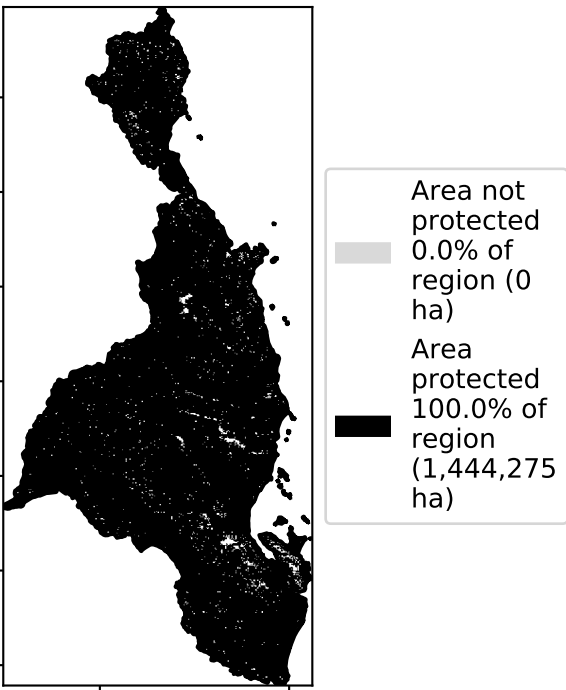 Area not
protected
0.0% of
region (0
ha)
Area
protected
100.0% of
region
(1,444,275
ha)